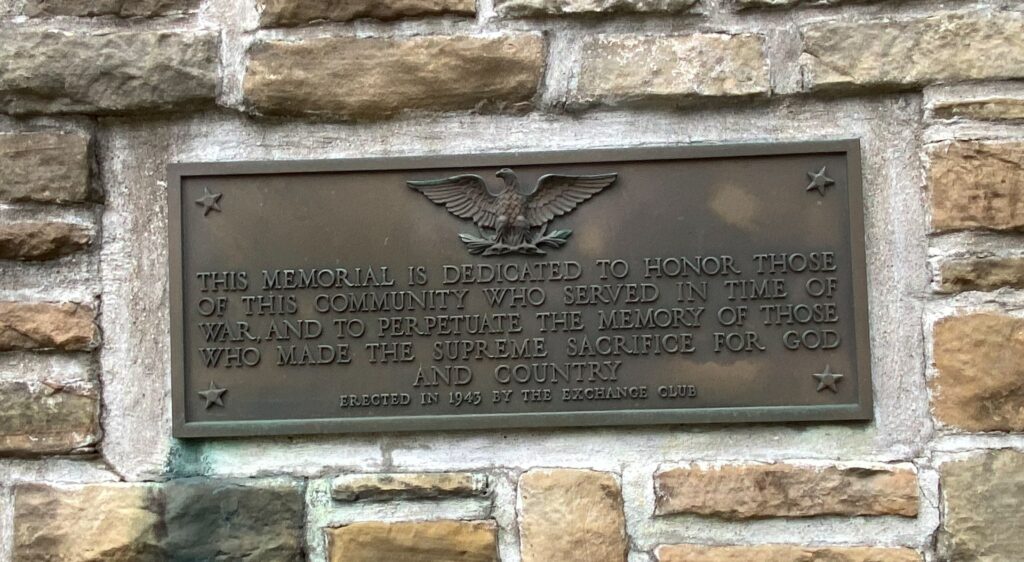 THIS MEMORIAL IS DEDICATED TO HONOR THOSE
OF THIS COMMUNITY WHO SERVED IN TIME OF
WAR, AND TO PERPETUATE THE MEMORY OF THOSE
WHO MADE THE SUPREME SACRIFICE FOR GOD
AND COUNTRY
ERECTED IN 1943 BY THE EXCHANGE CLUB